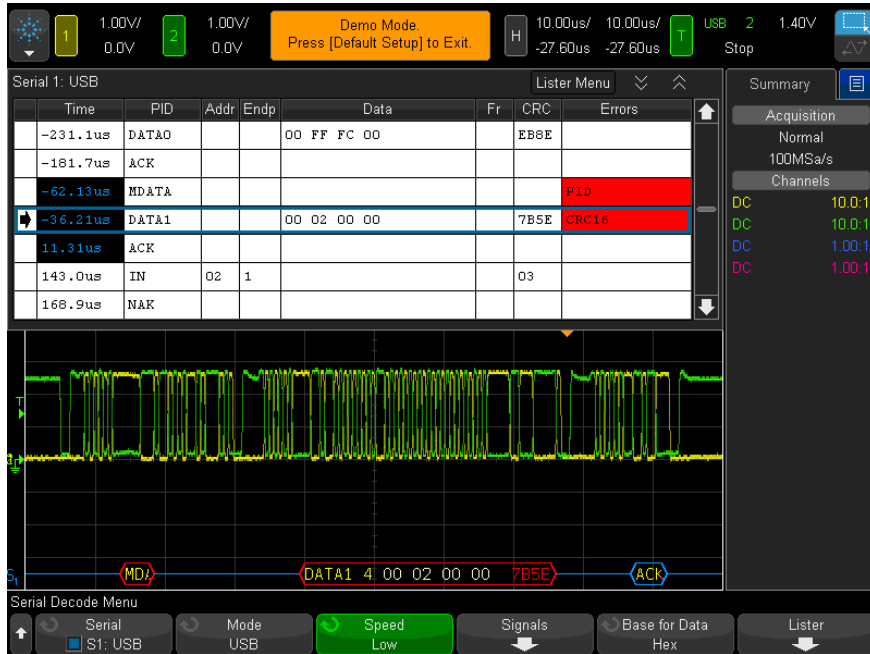 1 1.00V/ 2 1.00V/ Demo Mode. H 10.00us/ 10.00us/ T USB 2 1.40V
0.0V 0.0V Press [Default Setup] to Exit. -27.60us -27.60us Stop
Serial 1: USB Lister Menu Summary
Time PID Addr Endp Data Fr CRC Errors
-231.1us DATA0 00 FF FC 00 EB8E
-181.7us ACK
-62.13us MDATA PID
-36.21us DATA1 00 02 00 00 7B5E CRC16
11.31us ACK
143.0us IN 02 1 03
168.9us NAK
Acquisition
Normal
100MSa/s
Channels
DC 10.0:1
DC 10.0:1
DC 1.00:1
DC 1.00:1
T
S1 MDA DATA1 4 00 02 00 00 7B5E ACK
Serial Decode Menu
Serial Mode Speed Signals Base for Data Lister
S1: USB USB Low Hex